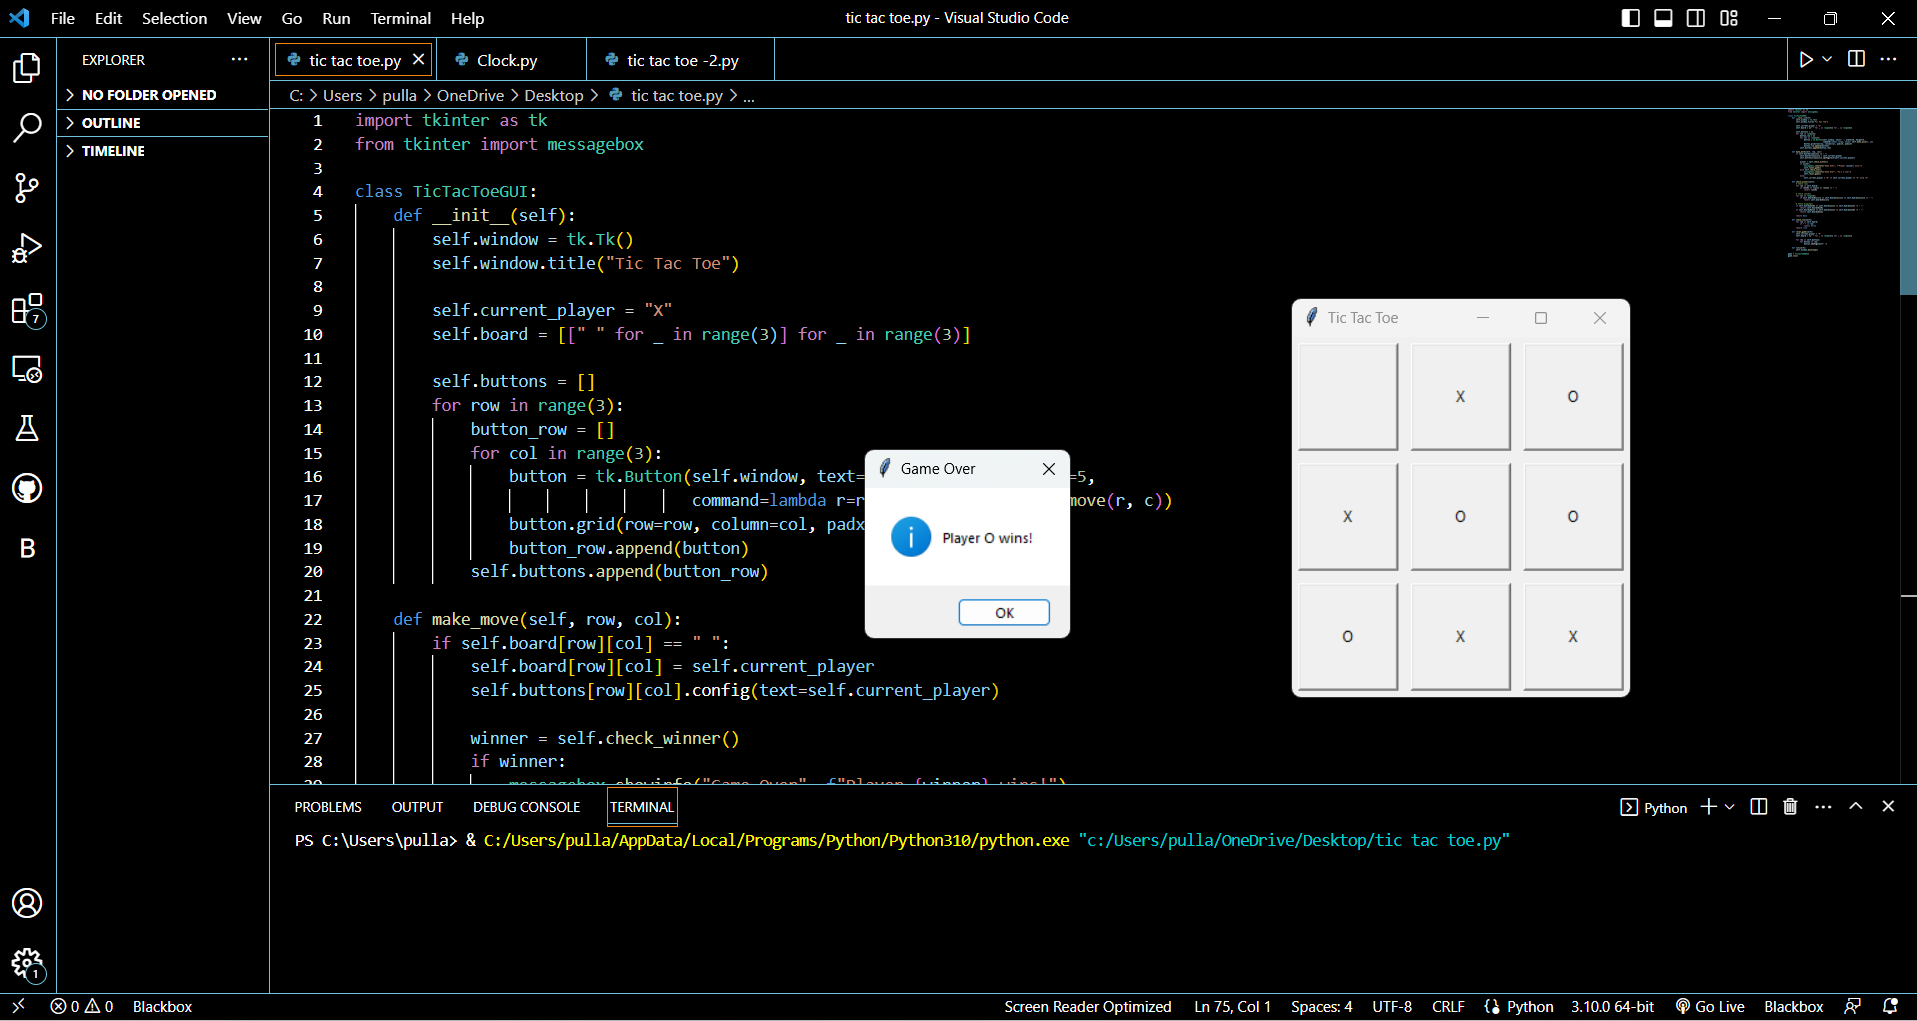 File Edit Selection View Go Run Terminal Help
tic tac toe.py - Visual Studio Code
EXPLORER
NO FOLDER OPENED
OUTLINE
TIMELINE
7
B
1
tic tac toe.py
Clock.py
tic tac toe -2.py
C: > Users > pulla > OneDrive > Desktop > tic tac toe.py > ...
1 import tkinter as tk
2 from tkinter import messagebox
3
4 class TicTacToeGUI:
5 def __init__(self):
6 self.window = tk.Tk()
7 self.window.title("Tic Tac Toe")
8
9 self.current_player = "X"
10 self.board = [[" " for _ in range(3)] for _ in range(3)]
11
12 self.buttons = []
13 for row in range(3):
14 button_row = []
15 for col in range(3):
16 button = tk.Button(self.window, text= =5,
17 command=lambda r=r move(r, c))
18 button.grid(row=row, column=col, padx
19 button_row.append(button)
20 self.buttons.append(button_row)
21
22 def make_move(self, row, col):
23 if self.board[row][col] == " ":
24 self.board[row][col] = self.current_player
25 self.buttons[row][col].config(text=self.current_player)
26
27 winner = self.check_winner()
28 if winner:
29 messagebox.showinfo("Game Over", f"Player {winner} wins!")
Game Over
Player O wins!
OK
Tic Tac Toe
X O
X O O
O X X
PROBLEMS OUTPUT DEBUG CONSOLE TERMINAL
Python
PS C:\Users\pulla> & C:/Users/pulla/AppData/Local/Programs/Python/Python310/python.exe "c:/Users/pulla/OneDrive/Desktop/tic tac toe.py"
0 0 Blackbox
Screen Reader Optimized Ln 75, Col 1 Spaces: 4 UTF-8 CRLF Python 3.10.0 64-bit Go Live Blackbox